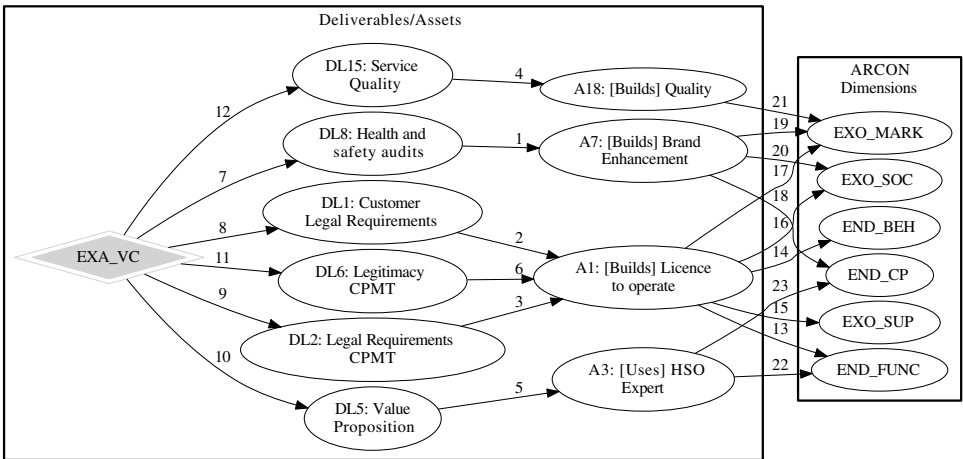 Deliverables/Assets
DL15: Service
Quality
4
A18: [Builds] Quality
21
ARCON
Dimensions
12
DL8: Health and
safety audits
1
A7: [Builds] Brand
Enhancement
19
20
EXO_MARK
7
17
EXO_SOC
8
DL1: Customer
Legal Requirements
2
18
16
END_BEH
EXA_VC
11
DL6: Legitimacy
CPMT
6
A1: [Builds] Licence
to operate
14
END_CP
9
DL2: Legal Requirements
CPMT
3
23
15
EXO_SUP
13
10
DL5: Value
Proposition
5
A3: [Uses] HSO
Expert
22
END_FUNC